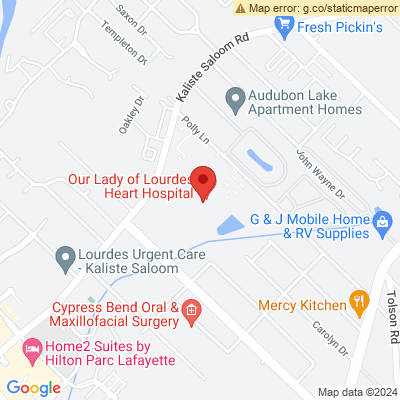 Map error: g.co/staticmaperror
Saxon Dr
Templeton Dr
Kaliste Saloom Rd
Fresh Pickin's
Audubon Lake
Apartment Homes
Oakley Dr
Polly Ln
John Wayne Dr
Our Lady of Lourdes
Heart Hospital
G & J Mobile Home
& RV Supplies
Lourdes Urgent Care
- Kaliste Saloom
Cypress Bend Oral &
Maxillofacial Surgery
Mercy Kitchen
Tolson Rd
Carolyn Dr
Home2 Suites by
Hilton Parc Lafayette
Google
Map data ©2024